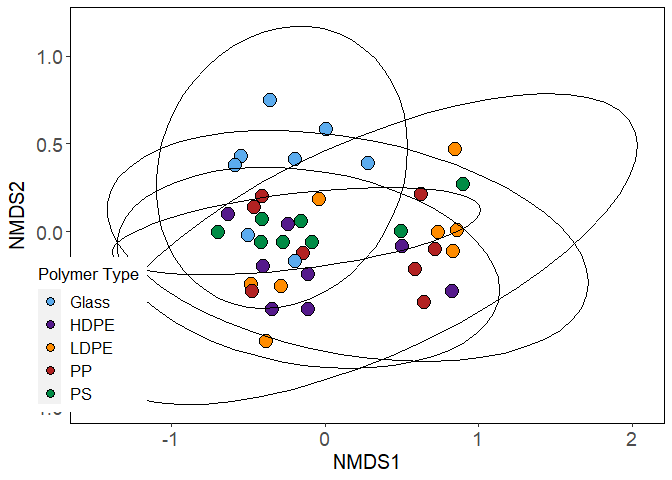 1.0
0.5
0.0
NMDS2
Polymer Type
Glass
HDPE
LDPE
PP
PS
-1
0
1
2
NMDS1